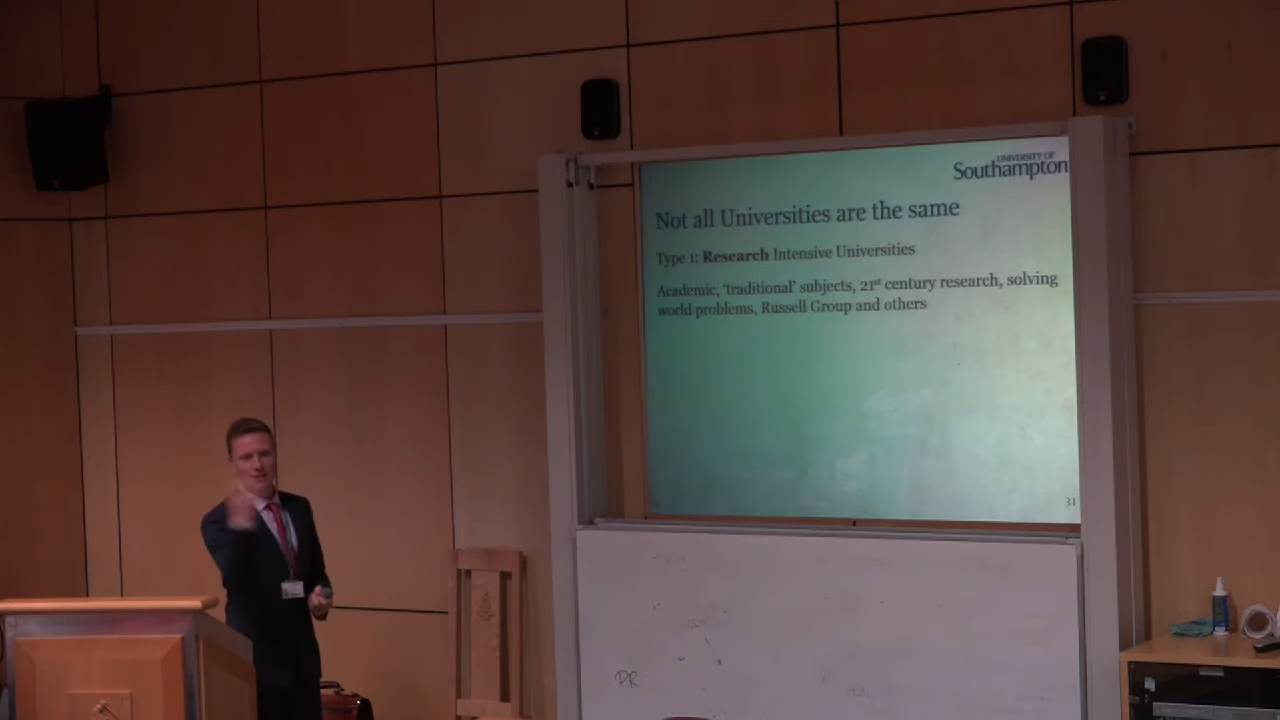 UNIVERSITY OF
Southampton
Not all Universities are the same
Type 1: Research Intensive Universities
Academic, 'traditional' subjects, 21st century research, solving
world problems, Russell Group and others
31
PR